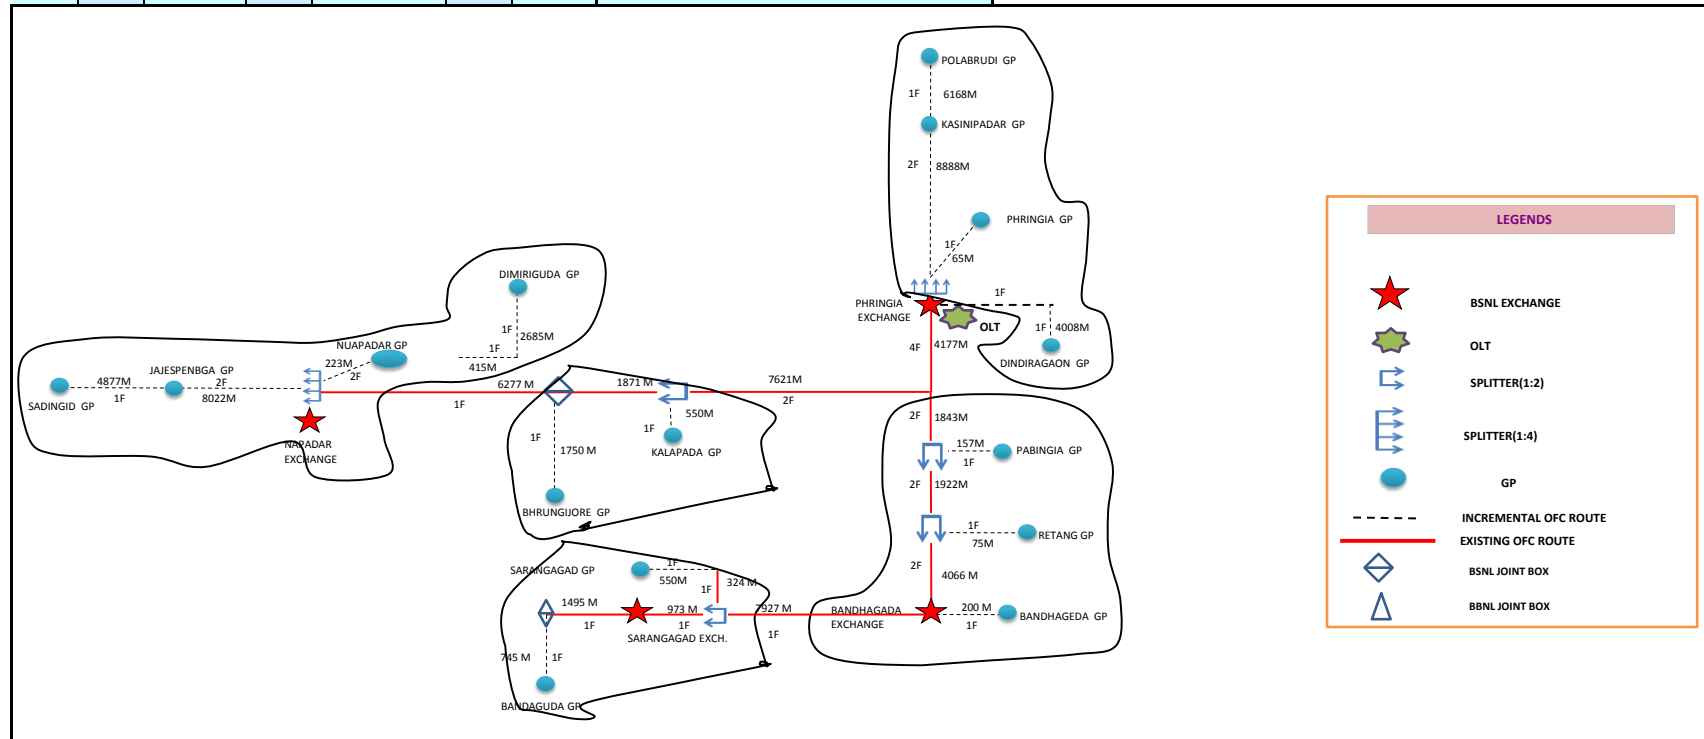 POLABRUDI GP
1F
6168M
KASINIPADAR GP
2F
8888M
PHRINGIA GP
1F
65M
1F
PHRINGIA
EXCHANGE
OLT
1F
4008M
4F
4177M
DINDIRAGAON GP
DIMIRIGUDA GP
1F
2685M
1F
415M
NUAPADAR GP
223M
2F
JAJESPENBGA GP
4877M
2F
SADINGID GP
1F
8022M
NAPADAR
EXCHANGE
6277 M
1F
1871 M
7621M
2F
550M
1F
KALAPADA GP
1F
1750 M
BHRUNGIJORE GP
2F
1843M
157M
1F
PABINGIA GP
2F
1922M
1F
75M
RETANG GP
2F
4066 M
BANDHAGADA
EXCHANGE
200 M
1F
BANDHAGEDA GP
SARANGAGAD GP
1F
550M
324 M
1F
1495 M
1F
973 M
1F
7927 M
1F
SARANGAGAD EXCH.
745 M
1F
BANDAGUDA GP
LEGENDS
BSNL EXCHANGE
OLT
SPLITTER(1:2)
SPLITTER(1:4)
GP
INCREMENTAL OFC ROUTE
EXISTING OFC ROUTE
BSNL JOINT BOX
BBNL JOINT BOX